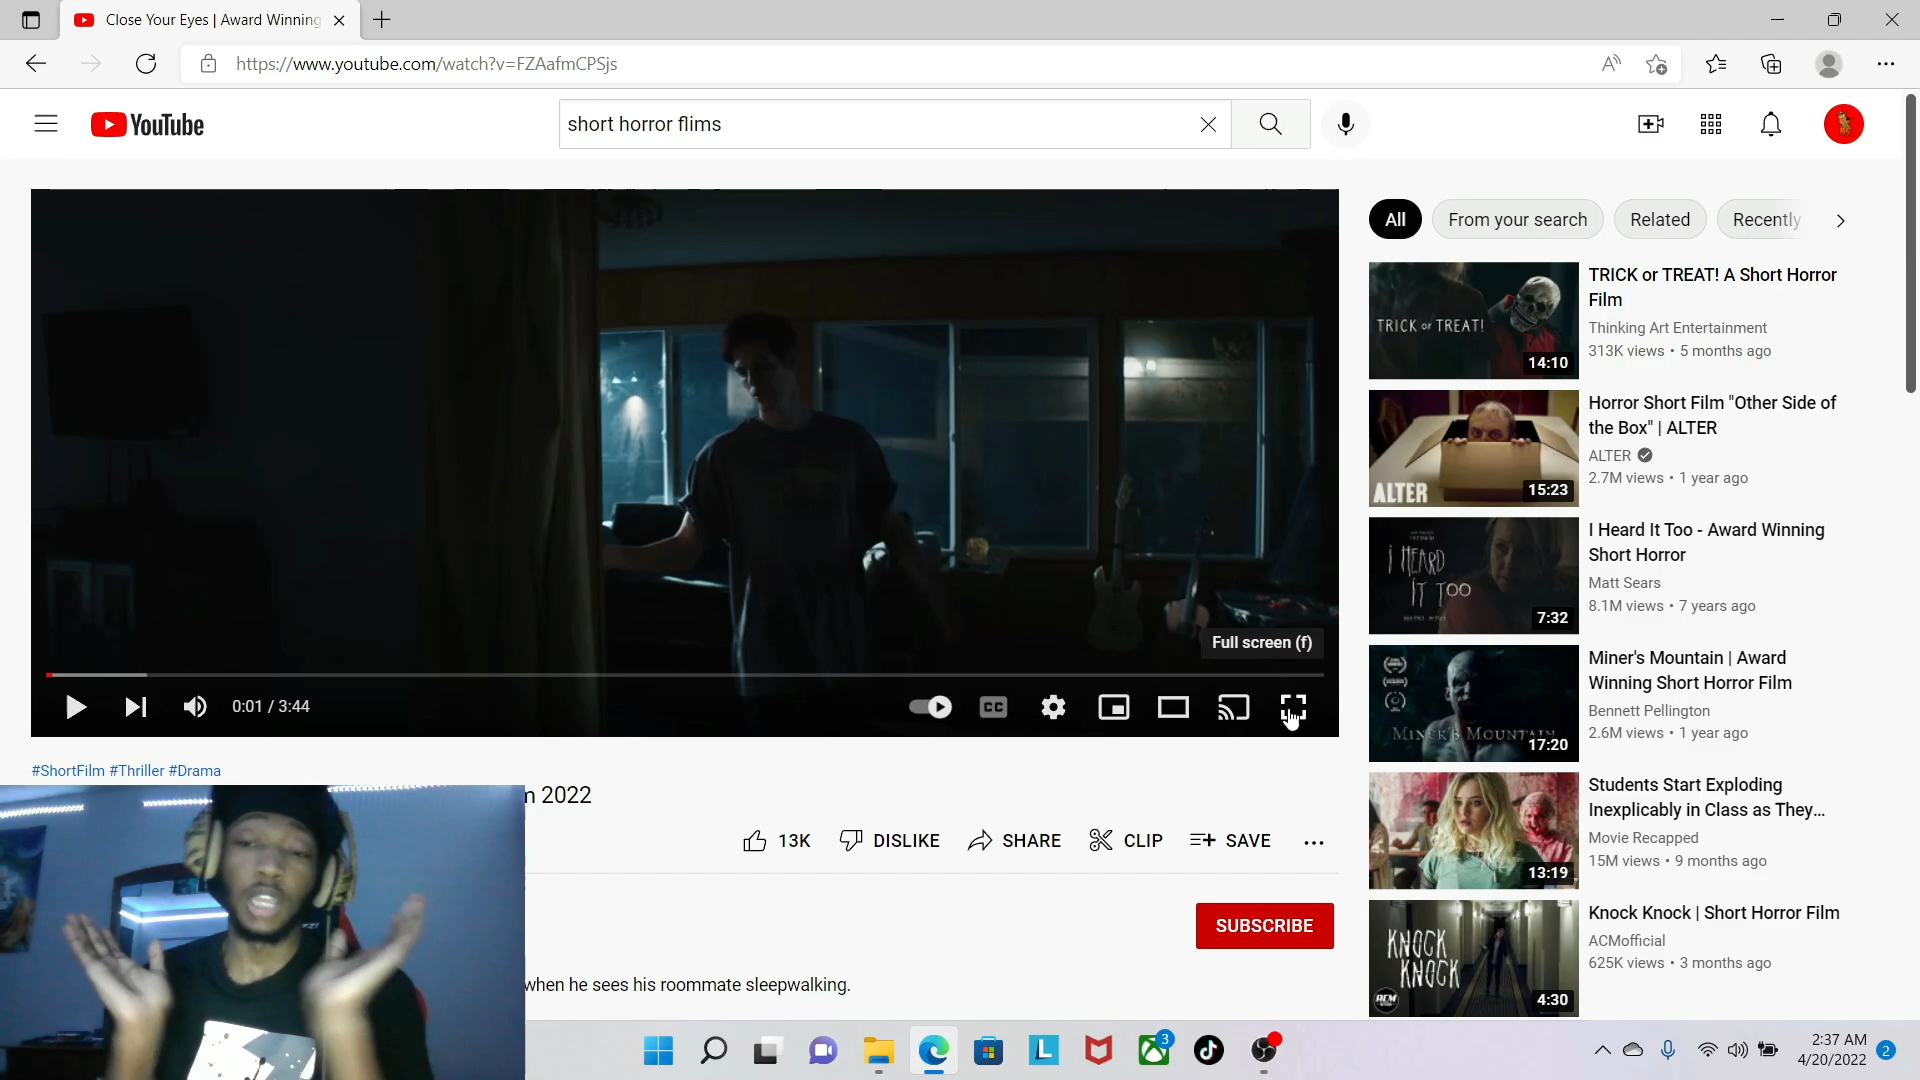 Close Your Eyes | Award Winning
https://www.youtube.com/watch?v=FZAafmCPSjs
YouTube
short horror flims
All
From your search
Related
Recently
TRICK or TREAT!
14:10
TRICK or TREAT! A Short Horror
Film
Thinking Art Entertainment
313K views • 5 months ago
ALTER
15:23
Horror Short Film "Other Side of
the Box" | ALTER
ALTER
2.7M views • 1 year ago
I HEARD
IT TOO
7:32
I Heard It Too - Award Winning
Short Horror
Matt Sears
8.1M views • 7 years ago
MINER'S MOUNTAIN
17:20
Miner's Mountain | Award
Winning Short Horror Film
Bennett Pellington
2.6M views • 1 year ago
13:19
Students Start Exploding
Inexplicably in Class as They...
Movie Recapped
15M views • 9 months ago
KNOCK
KNOCK
ACM
4:30
Knock Knock | Short Horror Film
ACMofficial
625K views • 3 months ago
Full screen (f)
0:01 / 3:44
CC
#ShortFilm #Thriller #Drama
2022
13K
DISLIKE
SHARE
CLIP
SAVE
SUBSCRIBE
when he sees his roommate sleepwalking.
L
3
2:37 AM
4/20/2022
2